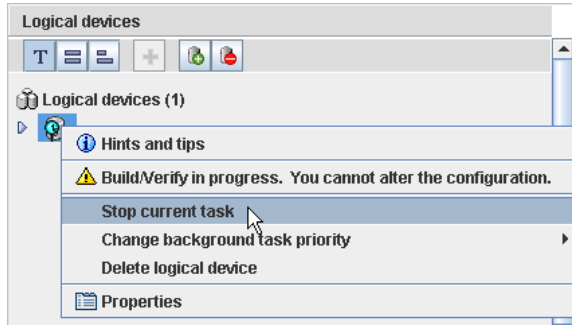 Logical devices
T
Logical devices (1)
Hints and tips
Build/Verify in progress. You cannot alter the configuration.
Stop current task
Change background task priority
Delete logical device
Properties